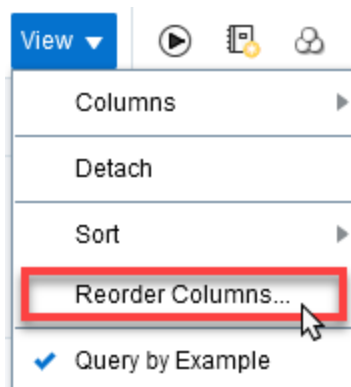 View
Columns
Detach
Sort
Reorder Columns...
Query by Example